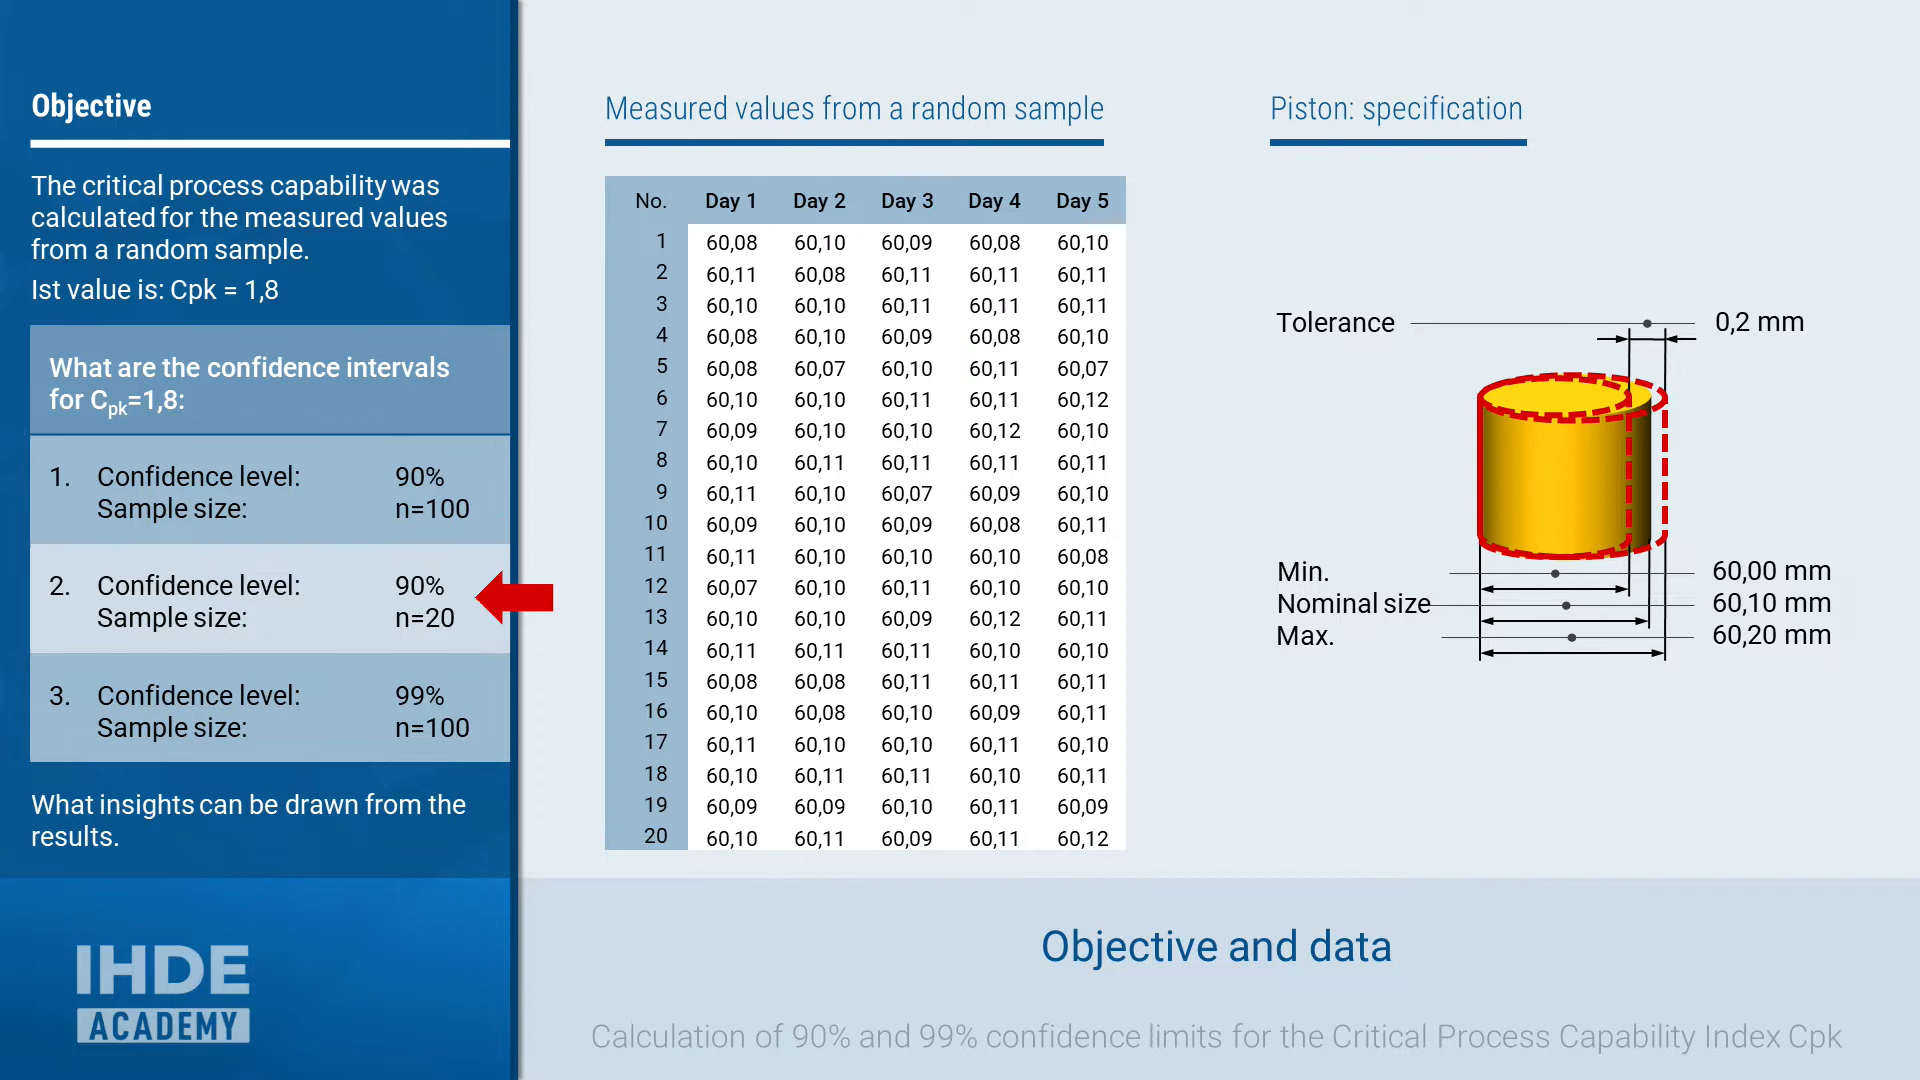 Objective
The critical process capability was
calculated for the measured values
from a random sample.
Ist value is: Cpk = 1,8
What are the confidence intervals
for Cpk=1,8:
1. Confidence level: 90%
Sample size: n=100
2. Confidence level: 90%
Sample size: n=20
3. Confidence level: 99%
Sample size: n=100
What insights can be drawn from the
results.
IHDE
ACADEMY
Measured values from a random sample
No. Day 1 Day 2 Day 3 Day 4 Day 5
1 60,08 60,10 60,09 60,08 60,10
2 60,11 60,08 60,11 60,11 60,11
3 60,10 60,10 60,11 60,11 60,11
4 60,08 60,10 60,09 60,08 60,10
5 60,08 60,07 60,10 60,11 60,07
6 60,10 60,10 60,11 60,11 60,12
7 60,09 60,10 60,10 60,12 60,10
8 60,10 60,11 60,11 60,11 60,11
9 60,11 60,10 60,07 60,09 60,10
10 60,09 60,10 60,09 60,08 60,11
11 60,11 60,10 60,10 60,10 60,08
12 60,07 60,10 60,11 60,10 60,10
13 60,10 60,10 60,09 60,12 60,11
14 60,11 60,11 60,11 60,10 60,10
15 60,08 60,08 60,11 60,11 60,11
16 60,10 60,08 60,10 60,09 60,11
17 60,11 60,10 60,10 60,11 60,10
18 60,10 60,11 60,11 60,10 60,11
19 60,09 60,09 60,10 60,11 60,09
20 60,10 60,11 60,09 60,11 60,12
Piston: specification
Tolerance 0,2 mm
Min. 60,00 mm
Nominal size 60,10 mm
Max. 60,20 mm
Objective and data
Calculation of 90% and 99% confidence limits for the Critical Process Capability Index Cpk